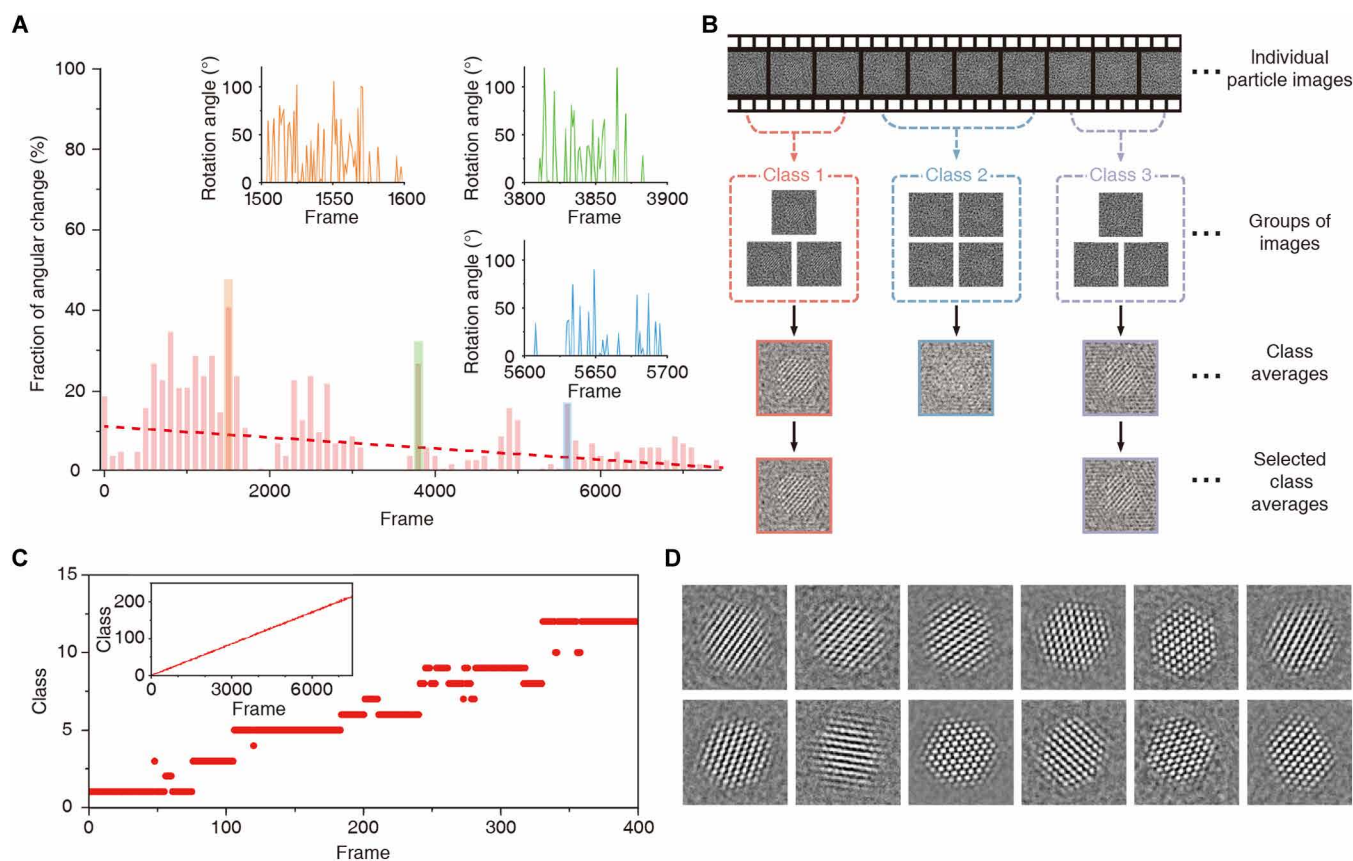 A
Fraction of angular change (%)
100
80
60
40
20
0
0
2000
4000
6000
Frame
Rotation angle (°)
100
50
0
1500
1550
1600
Frame
Rotation angle (°)
100
50
0
3800
3850
3900
Frame
Rotation angle (°)
100
50
0
5600
5650
5700
Frame
B
Individual
particle images
Class 1
Class 2
Class 3
Groups of
images
Class
averages
Selected
class
averages
C
Class
15
10
5
0
0
100
200
300
400
Frame
Class
200
100
0
0
3000
6000
Frame
D